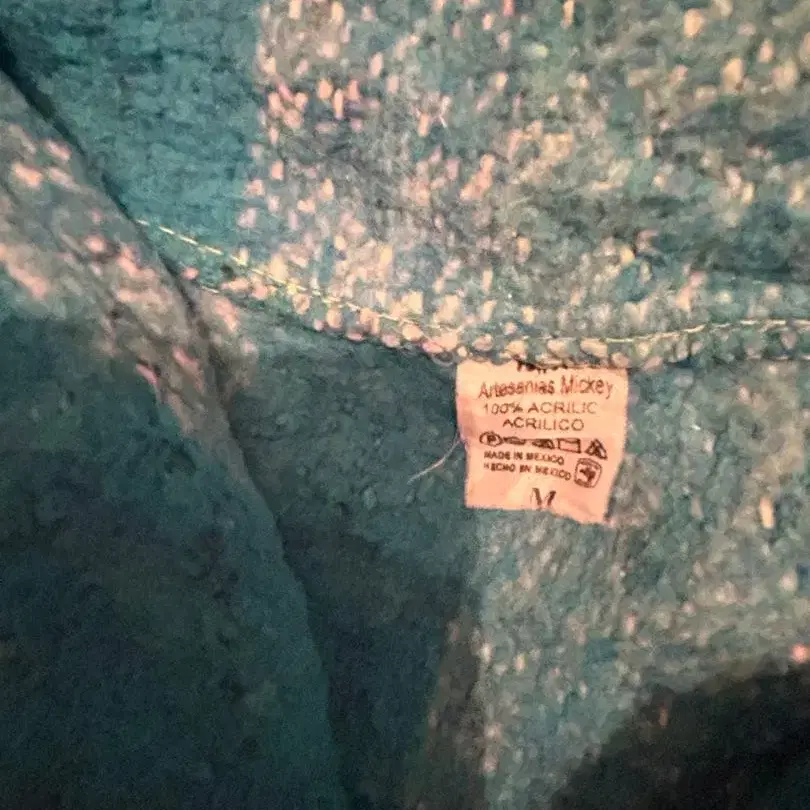 Artesanias Mickey
100% ACRILIC
ACRILICO
MADE IN MEXICO
HECHO EN MEXICO
M